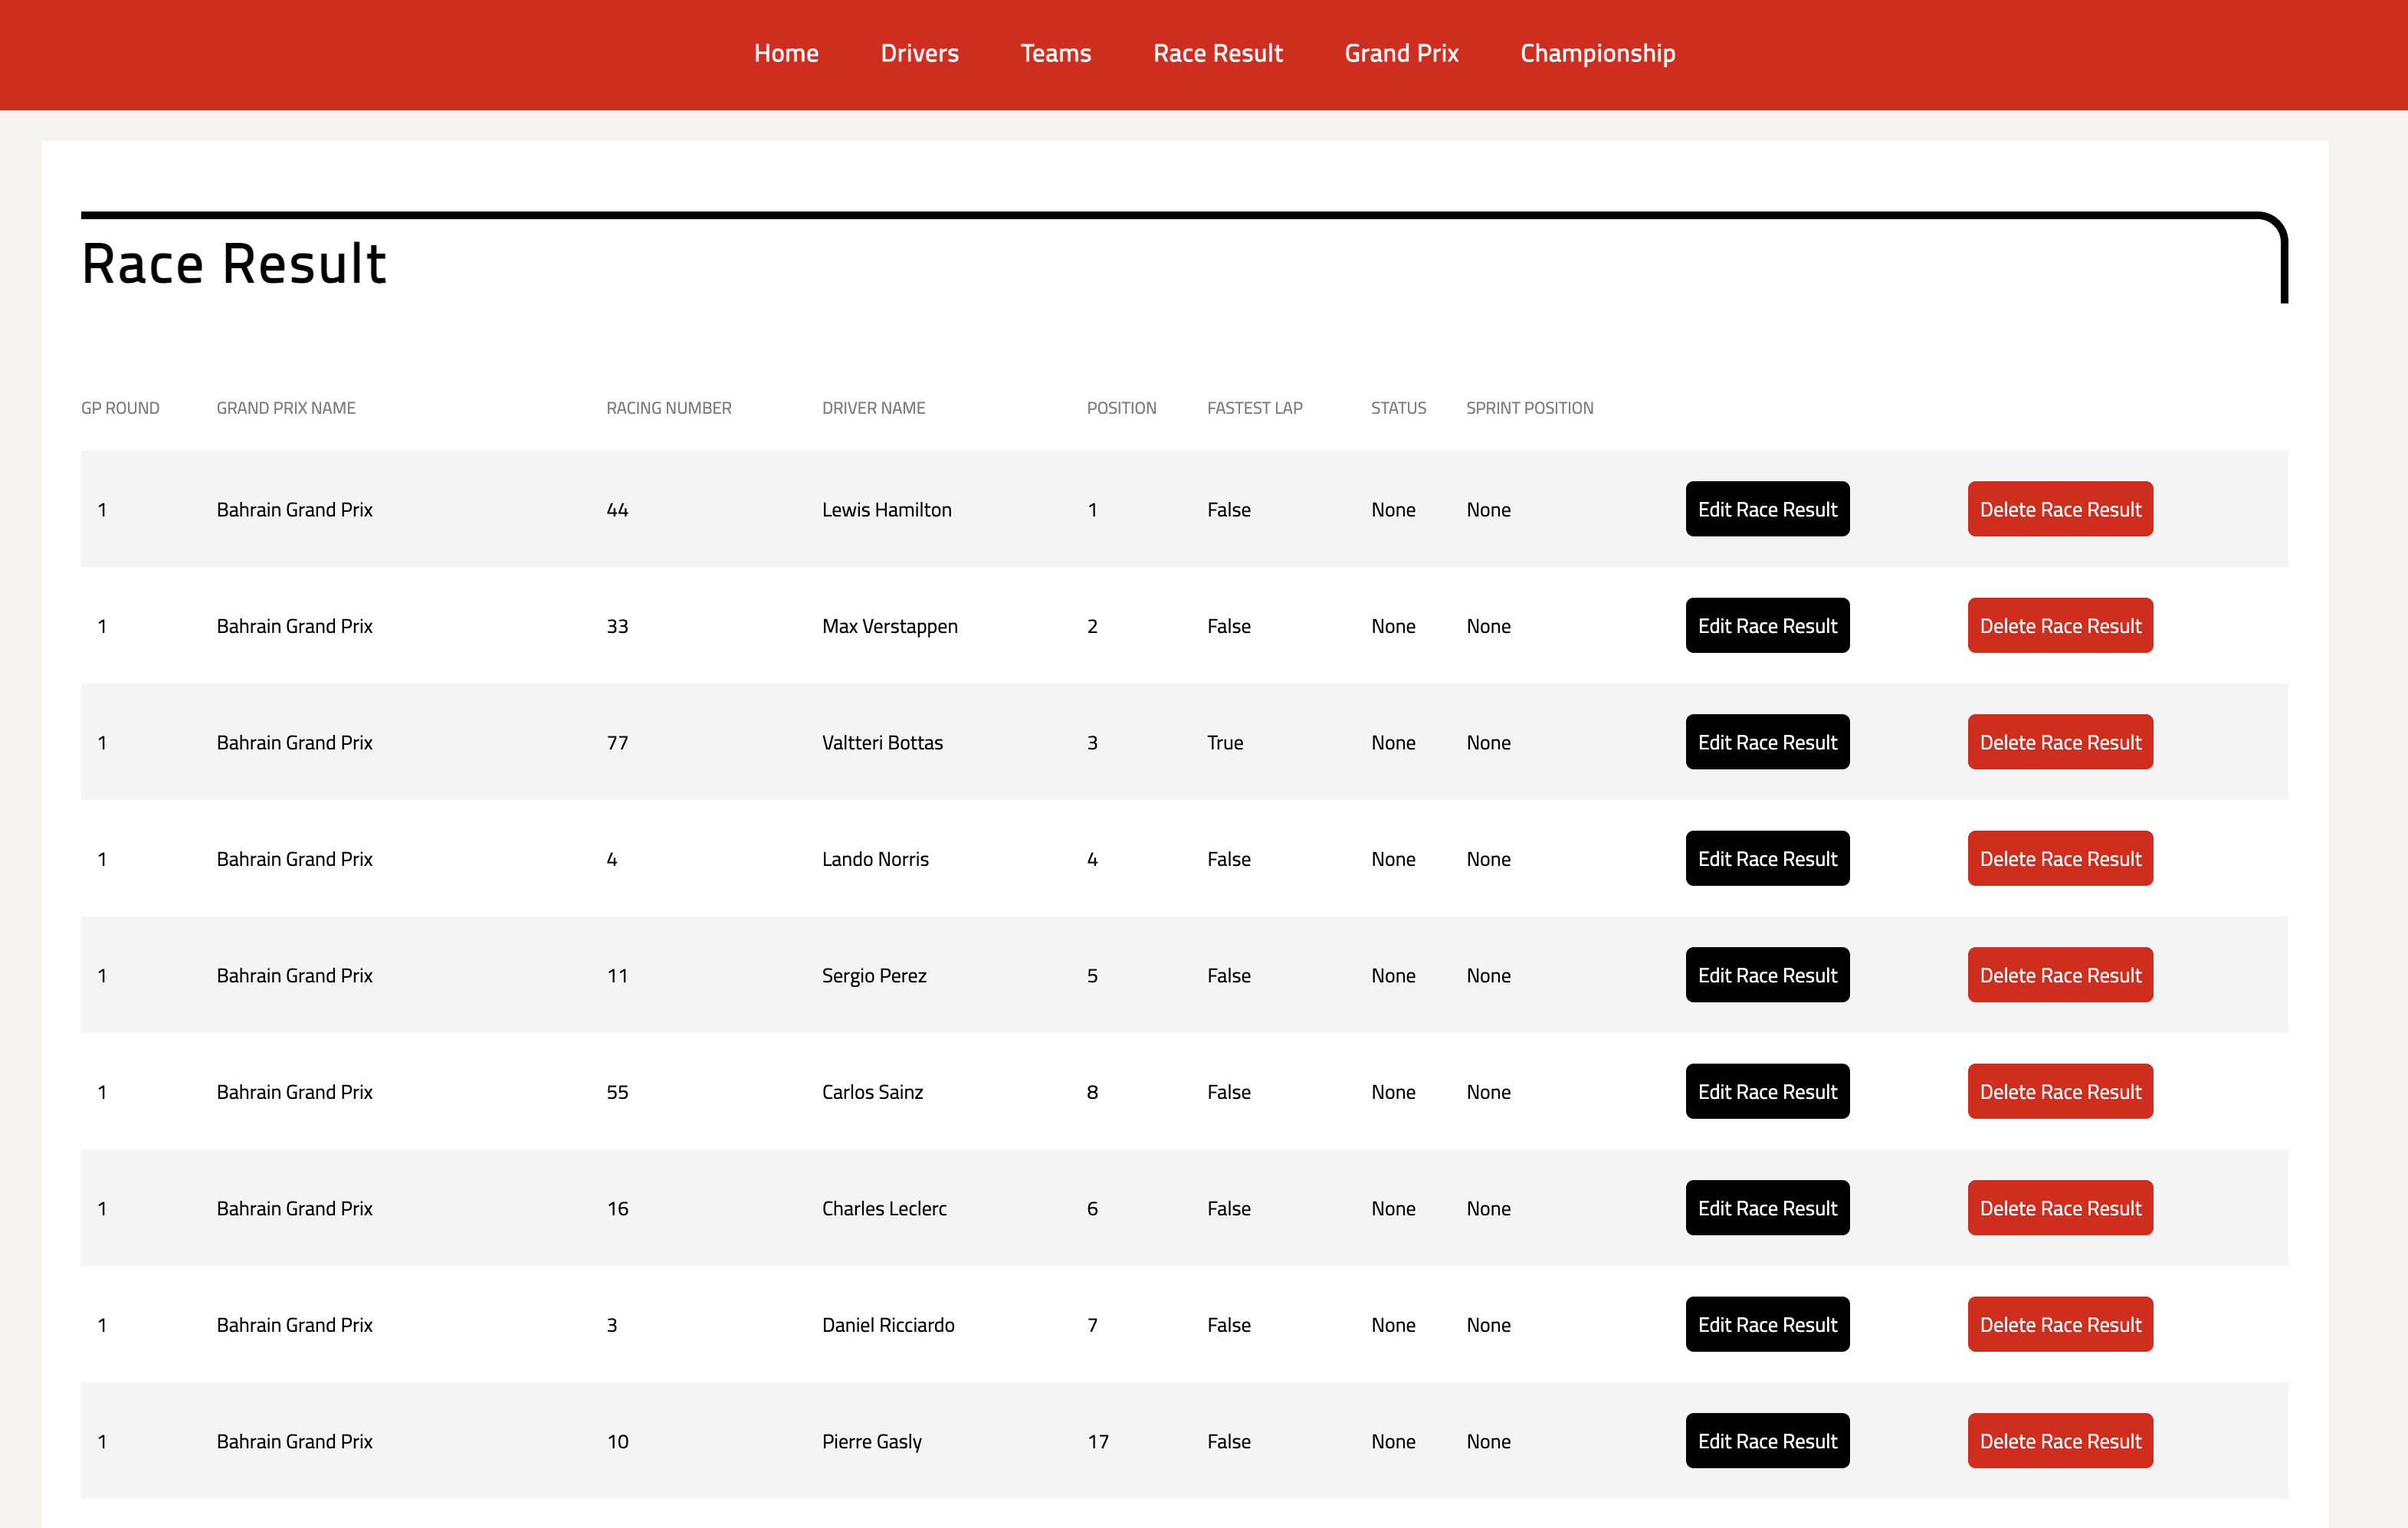 Home Drivers Teams Race Result Grand Prix Championship
Race Result
GP ROUND GRAND PRIX NAME RACING NUMBER DRIVER NAME POSITION FASTEST LAP STATUS SPRINT POSITION
1 Bahrain Grand Prix 44 Lewis Hamilton 1 False None None Edit Race Result Delete Race Result
1 Bahrain Grand Prix 33 Max Verstappen 2 False None None Edit Race Result Delete Race Result
1 Bahrain Grand Prix 77 Valtteri Bottas 3 True None None Edit Race Result Delete Race Result
1 Bahrain Grand Prix 4 Lando Norris 4 False None None Edit Race Result Delete Race Result
1 Bahrain Grand Prix 11 Sergio Perez 5 False None None Edit Race Result Delete Race Result
1 Bahrain Grand Prix 55 Carlos Sainz 8 False None None Edit Race Result Delete Race Result
1 Bahrain Grand Prix 16 Charles Leclerc 6 False None None Edit Race Result Delete Race Result
1 Bahrain Grand Prix 3 Daniel Ricciardo 7 False None None Edit Race Result Delete Race Result
1 Bahrain Grand Prix 10 Pierre Gasly 17 False None None Edit Race Result Delete Race Result